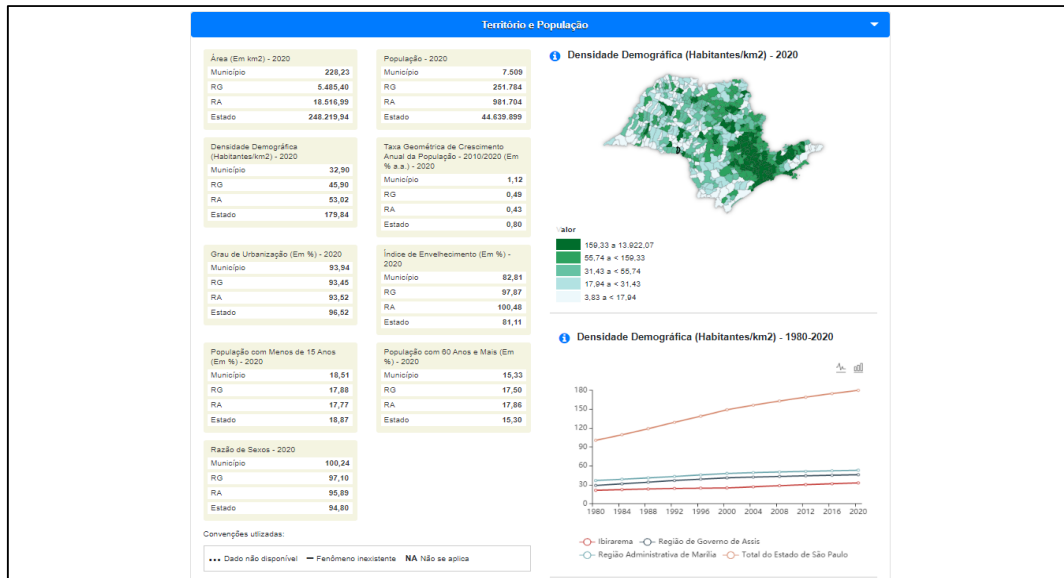 Território e População
Área (Em km2) - 2020
Município 228,23
RG 5.485,40
RA 18.516,99
Estado 248.219,94
População - 2020
Município 7.509
RG 251.784
RA 981.704
Estado 44.639.899
Densidade Demográfica
(Habitantes/km2) - 2020
Município 32,90
RG 45,90
RA 53,02
Estado 179,84
Taxa Geométrica de Crescimento
Anual da População - 2010/2020 (Em
% a.a.) - 2020
Município 1,12
RG 0,49
RA 0,43
Estado 0,80
Grau de Urbanização (Em %) - 2020
Município 93,94
RG 93,45
RA 93,52
Estado 96,52
Índice de Envelhecimento (Em %) -
2020
Município 82,81
RG 97,87
RA 100,48
Estado 81,11
População com Menos de 15 Anos
(Em %) - 2020
Município 18,51
RG 17,88
RA 17,77
Estado 18,87
População com 60 Anos e Mais (Em
%) - 2020
Município 15,33
RG 17,50
RA 17,86
Estado 15,30
Razão de Sexos - 2020
Município 100,24
RG 97,10
RA 95,89
Estado 94,80
Convenções utlizadas:
... Dado não disponível — Fenômeno inexistente NA Não se aplica
Densidade Demográfica (Habitantes/km2) - 2020
Valor
159,33 a 13.922,07
55,74 a < 159,33
31,43 a < 55,74
17,94 a < 31,43
3,83 a < 17,94
Densidade Demográfica (Habitantes/km2) - 1980-2020
180
150
120
90
60
30
0
1980 1984 1988 1992 1996 2000 2004 2008 2012 2016 2020
Ibirarema Região de Governo de Assis
Região Administrativa de Marília Total do Estado de São Paulo